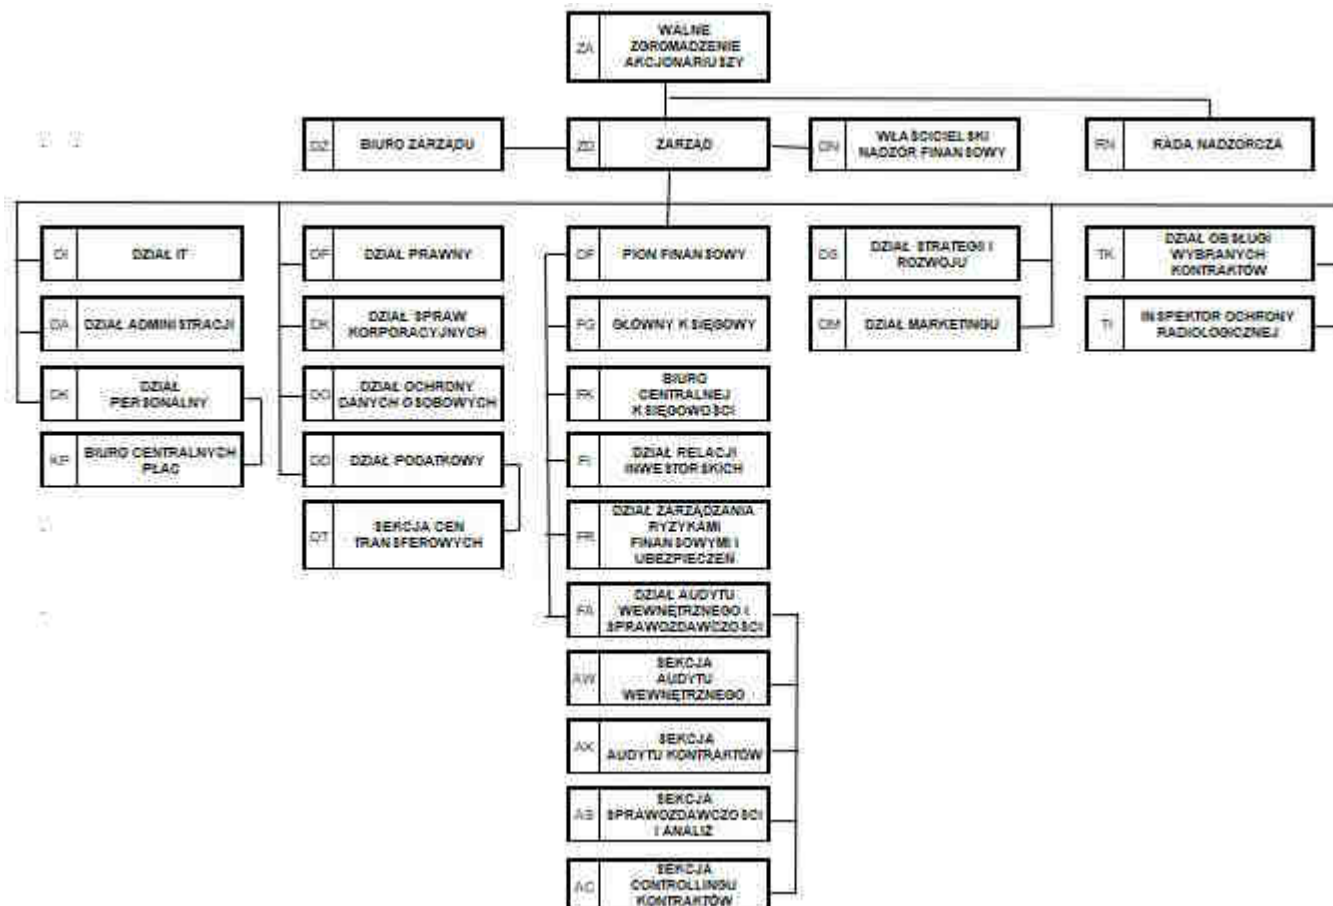 ZA
WALNE
ZGROMADZENIE
AKCJONARIUSZY
DZ
BIURO ZARZĄDU
ZD
ZARZĄD
DN
WŁAŚCICIELSKI
NADZÓR FINANSOWY
RN
RADA NADZORCZA
DI
DZIAŁ IT
DP
DZIAŁ PRAWNY
DF
PION FINANSOWY
DS
DZIAŁ STRATEGII I
ROZWOJU
TK
DZIAŁ OBSŁUGI
WYBRANYCH
KONTRAKTÓW
DA
DZIAŁ ADMINISTRACJI
DK
DZIAŁ SPRAW
KORPORACYJNYCH
FG
GŁÓWNY KSIĘGOWY
DM
DZIAŁ MARKETINGU
TI
INSPEKTOR OCHRONY
RADIOLOGICZNEJ
DK
DZIAŁ
PERSONALNY
DO
DZIAŁ OCHRONY
DANYCH OSOBOWYCH
FK
BIURO
CENTRALNEJ
KSIĘGOWOŚCI
KP
BIURO CENTRALNYCH
PŁAC
DD
DZIAŁ PODATKOWY
FI
DZIAŁ RELACJI
INWESTORSKICH
DT
SEKCJA CEN
TRANSFEROWYCH
FR
DZIAŁ ZARZĄDZANIA
RYZYKAMI
FINANSOWYMI I
UBEZPIECZEŃ
FA
DZIAŁ AUDYTU
WEWNĘTRZNEGO I
SPRAWOZDAWCZOŚCI
AW
SEKCJA
AUDYTU
WEWNĘTRZNEGO
AK
SEKCJA
AUDYTU KONTRAKTÓW
AS
SEKCJA
SPRAWOZDAWCZOŚCI
I ANALIZ
AC
SEKCJA
CONTROLLINGU
KONTRAKTÓW